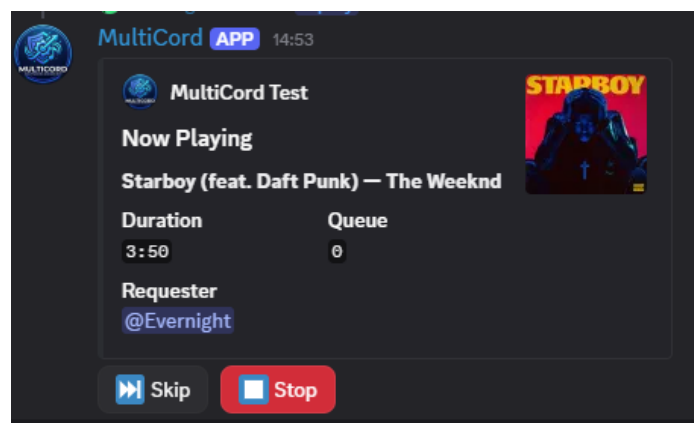 MultiCord APP 14:53
MULTICORD
MultiCord Test
STARBOY
Now Playing
Starboy (feat. Daft Punk) — The Weeknd
Duration Queue
3:50 0
Requester
@Evernight
Skip Stop